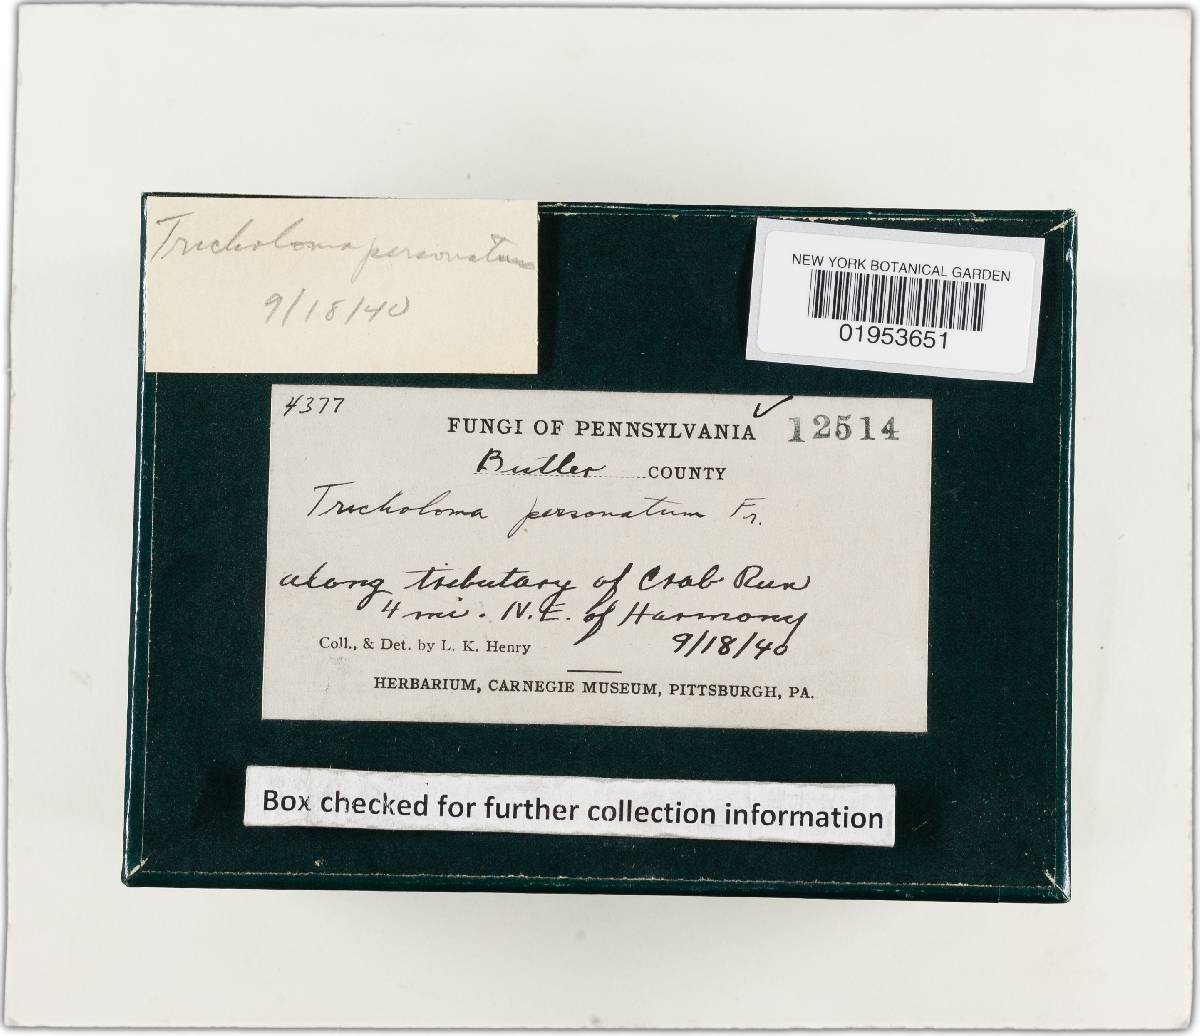 Tricholoma personatum
9/18/40
NEW YORK BOTANICAL GARDEN
01953651
4377
FUNGI OF PENNSYLVANIA ✓ 12514
Butler COUNTY
Tricholoma personatum Fr.
along tributary of Crab Run
4 mi. N.E. of Harmony
Coll., & Det. by L. K. Henry 9/18/40
HERBARIUM, CARNEGIE MUSEUM, PITTSBURGH, PA.
Box checked for further collection information